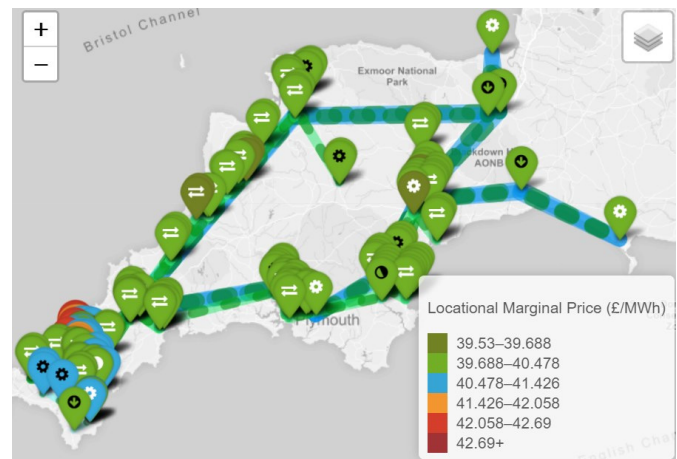 Bristol Channel
+
−
Exmoor National
Park
AONB
Plymouth
Locational Marginal Price (£/MWh)
39.53–39.688
39.688–40.478
40.478–41.426
41.426–42.058
42.058–42.69
42.69+
English Cha